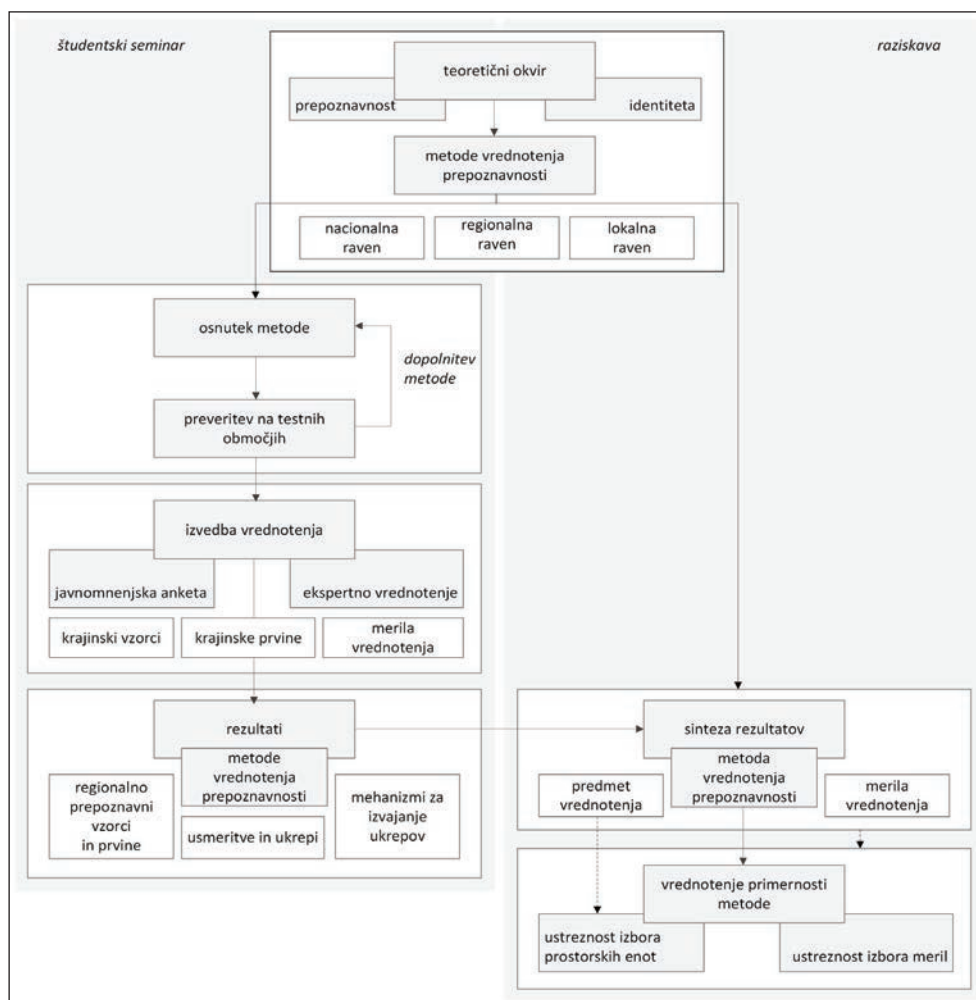 študentski seminar
raziskava
teoretični okvir
prepoznavnost
identiteta
metode vrednotenja
prepoznavnosti
nacionalna
raven
regionalna
raven
lokalna
raven
osnutek metode
dopolnitev
metode
preveritev na testnih
območjih
izvedba vrednotenja
javnomnenjska anketa
ekspertno vrednotenje
krajinski vzorci
krajinske prvine
merila
vrednotenja
rezultati
metode
vrednotenja
prepoznavnosti
regionalno
prepoznavni
vzorci
in prvine
usmeritve in ukrepi
mehanizmi za
izvajanje
ukrepov
sinteza rezultatov
predmet
vrednotenja
metoda
vrednotenja
prepoznavnosti
merila
vrednotenja
vrednotenje primernosti
metode
ustreznost izbora
prostorskih enot
ustreznost izbora meril